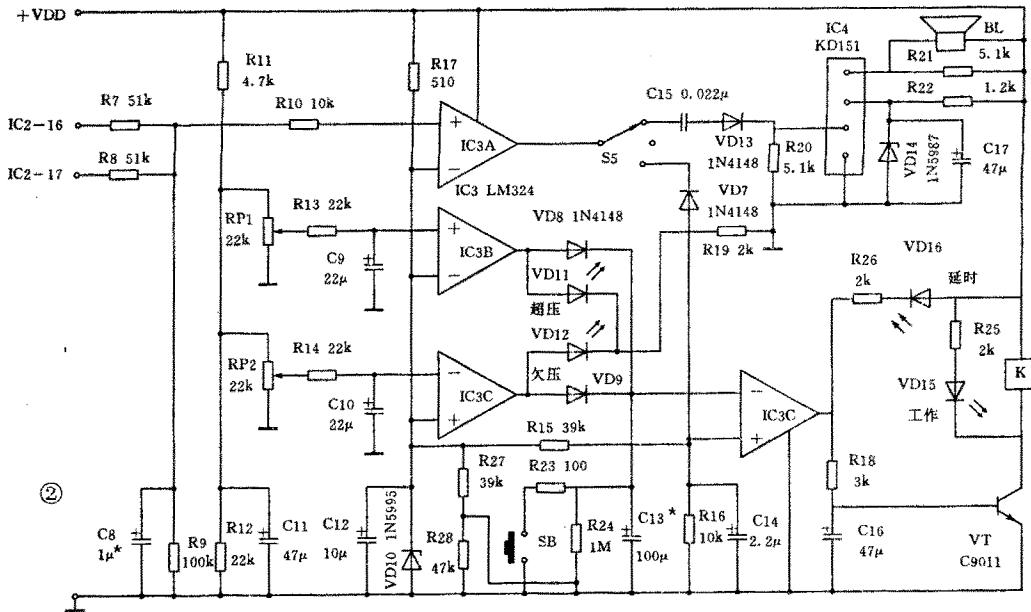 +VDD
R11
4.7k
R17
510
IC4
KD151
BL
5.1k
R21
R22
1.2k
R7 51k
R10 10k
C15 0.022μ
IC2-16
IC2-17
R8 51k
+
−
IC3A
IC3 LM324
S5
VD13
1N4148
R20
5.1k
VD14
1N5987
C17
47μ
VD7
1N4148
RP1
22k
R13 22k
C9
22μ
+
−
IC3B
VD8 1N4148
VD11
超压
R19 2k
R26
2k
VD16
延时
VD12
欠压
RP2
22k
R14 22k
C10
22μ
−
+
IC3C
VD9
R25
2k
K
VD15
工作
−
+
IC3C
R15 39k
R27
39k
R23 100
R18
3k
②
C8
1μ*
R9
100k
R12
22k
C11
47μ
C12
10μ
VD10 1N5995
R28
47k
SB
R24
1M
C13*
100μ
R16
10k
C14
2.2μ
C16
47μ
VT
C9011